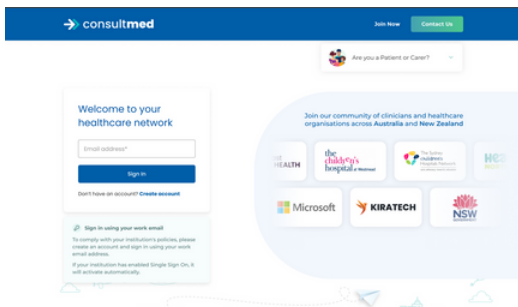 consultmed
Join Now
Contact Us
Are you a Patient or Carer?
Welcome to your
healthcare network
Email address*
Sign In
Don't have an account? Create account
Sign in using your work email
To comply with your institution's policies, please
create an account and sign in using your work
email address.
If your institution has enabled Single Sign On, it
will activate automatically.
Join our community of clinicians and healthcare
organisations across Australia and New Zealand
HEALTH
the
children's
hospital at Westmead
The Sydney
children's
Hospitals Network
Microsoft
KIRATECH
NSW